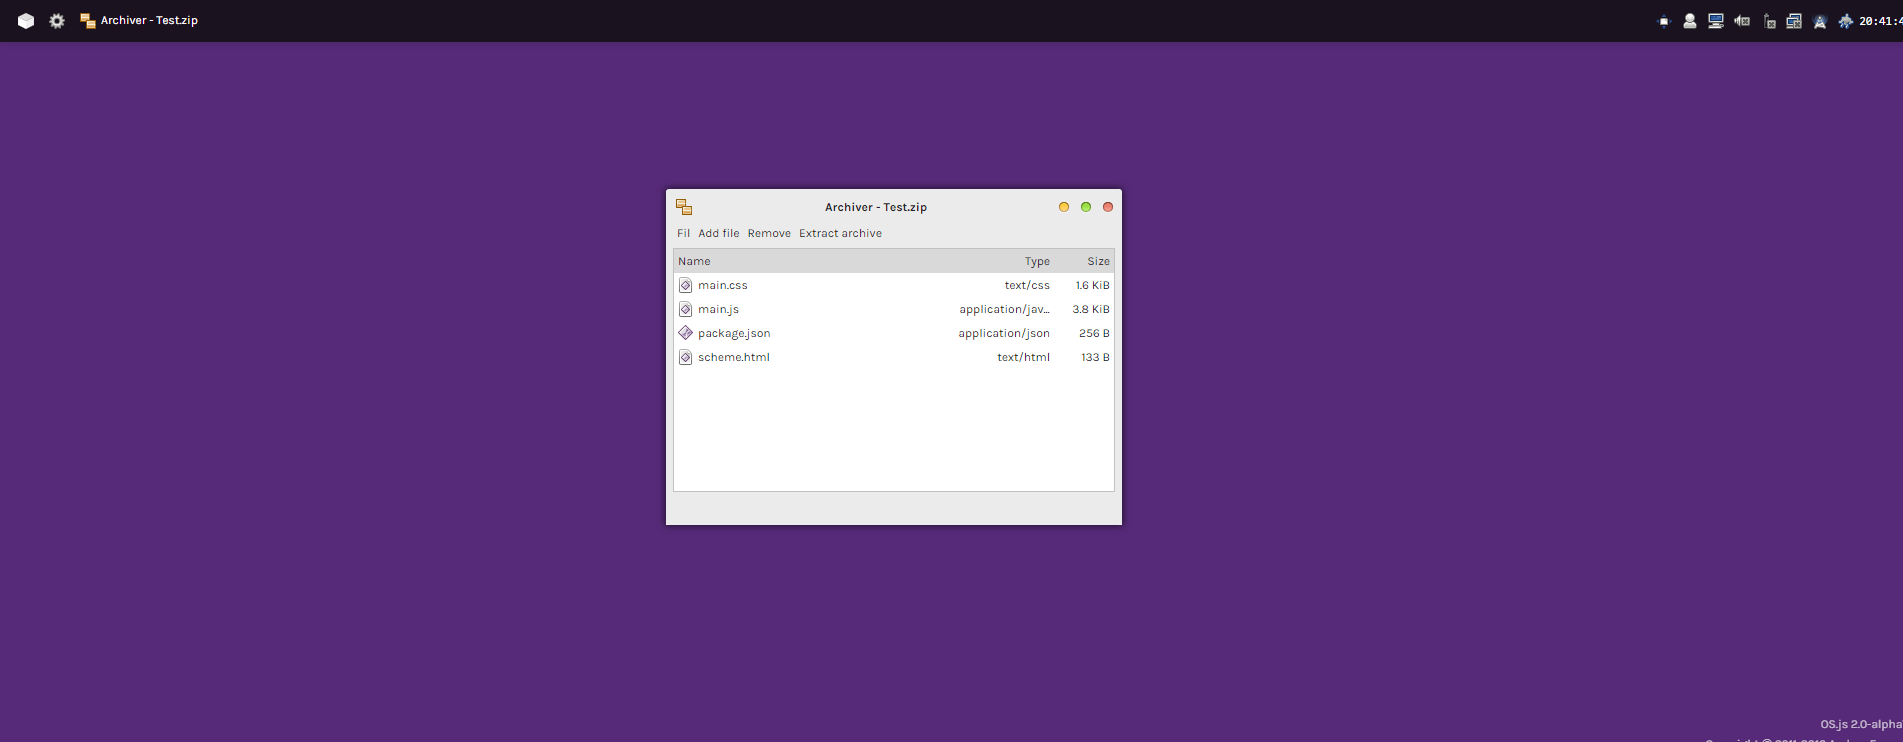 Archiver - Test.zip
20:41:4
Archiver - Test.zip
Fil Add file Remove Extract archive
Name Type Size
main.css text/css 1.6 KiB
main.js application/jav... 3.8 KiB
package.json application/json 256 B
scheme.html text/html 133 B
OS.js 2.0-alpha